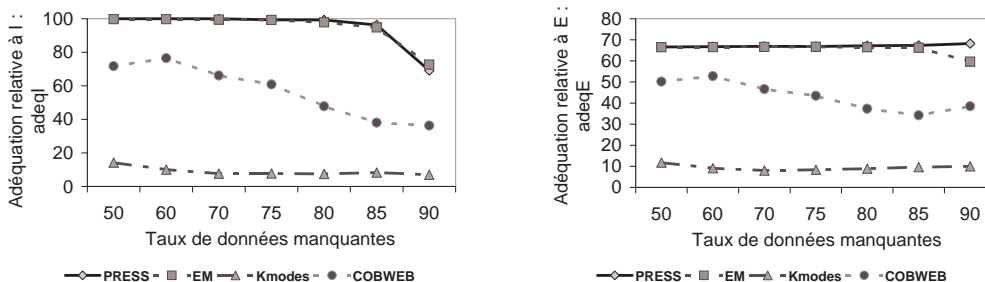 Adéquation relative à I :
adeqI
100
80
60
40
20
0
50 60 70 75 80 85 90
Taux de données manquantes
PRESS EM Kmodes COBWEB
Adéquation relative à E :
adeqE
80
70
60
50
40
30
20
10
0
50 60 70 75 80 85 90
Taux de données manquantes
PRESS EM Kmodes COBWEB